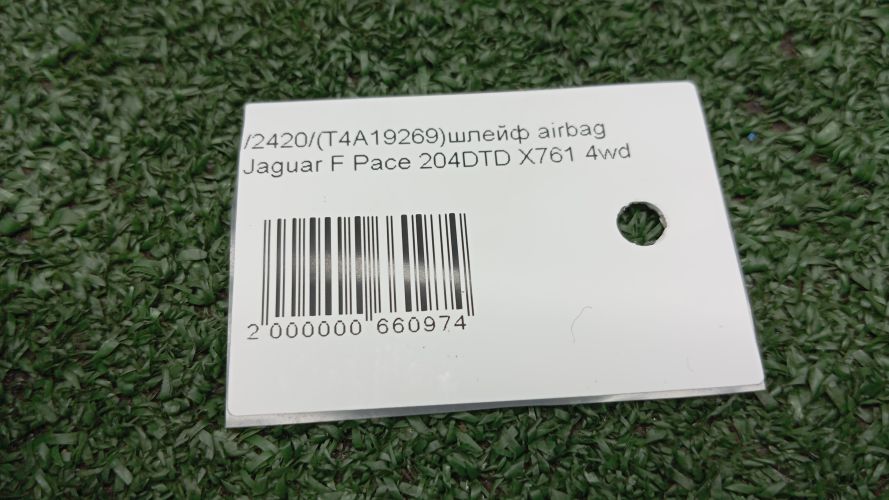 /2420/(T4A19269)шлейф airbag
Jaguar F Pace 204DTD X761 4wd
2 000000 660974